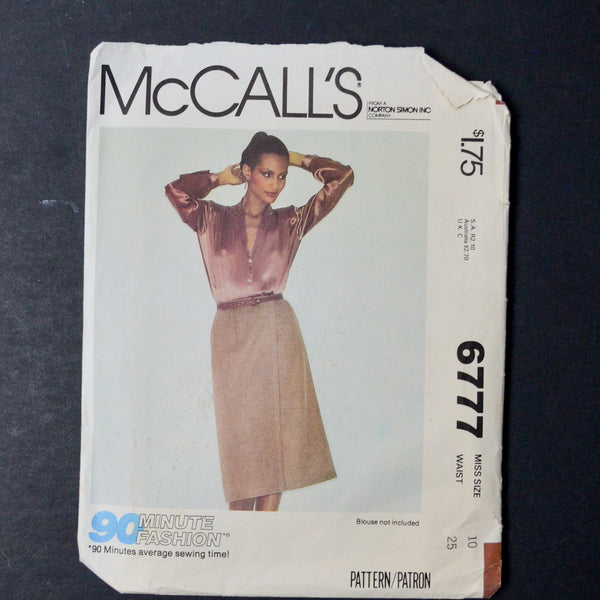 McCALL'S®
FROM A
NORTON SIMON INC
COMPANY
$1.75
S.A. R2.10
Australia $2.70
U.K. C
6777
MISS SIZE 10
WAIST 25
90 MINUTE
FASHION*©
*90 Minutes average sewing time!
Blouse not included
PATTERN/PATRON